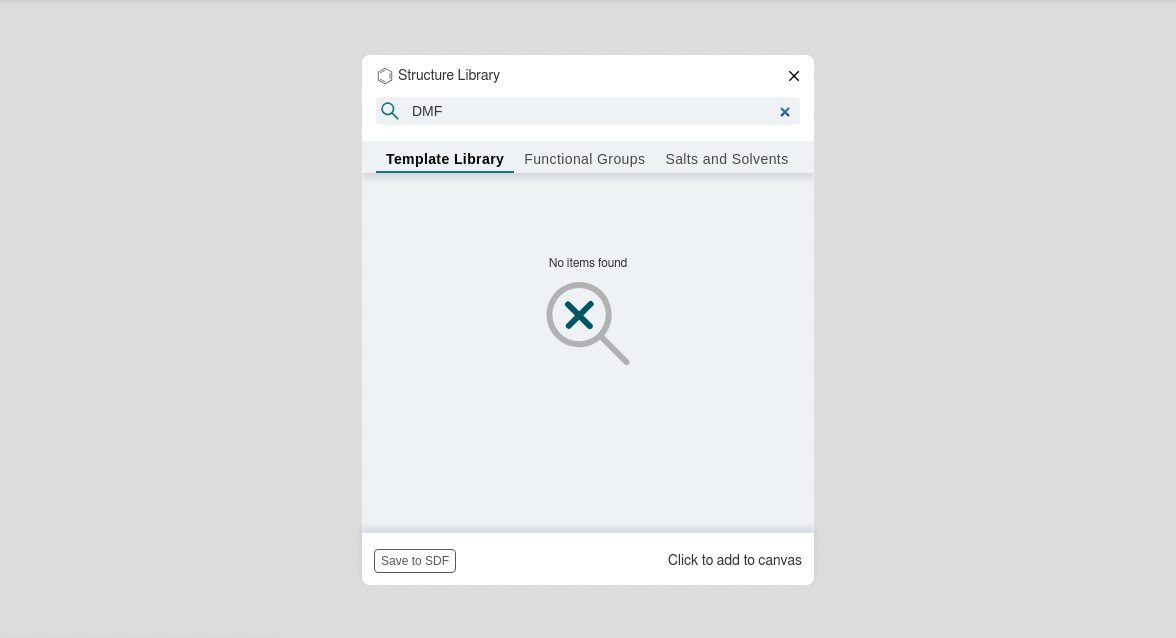 Structure Library
DMF
Template Library Functional Groups Salts and Solvents
No items found
Save to SDF Click to add to canvas